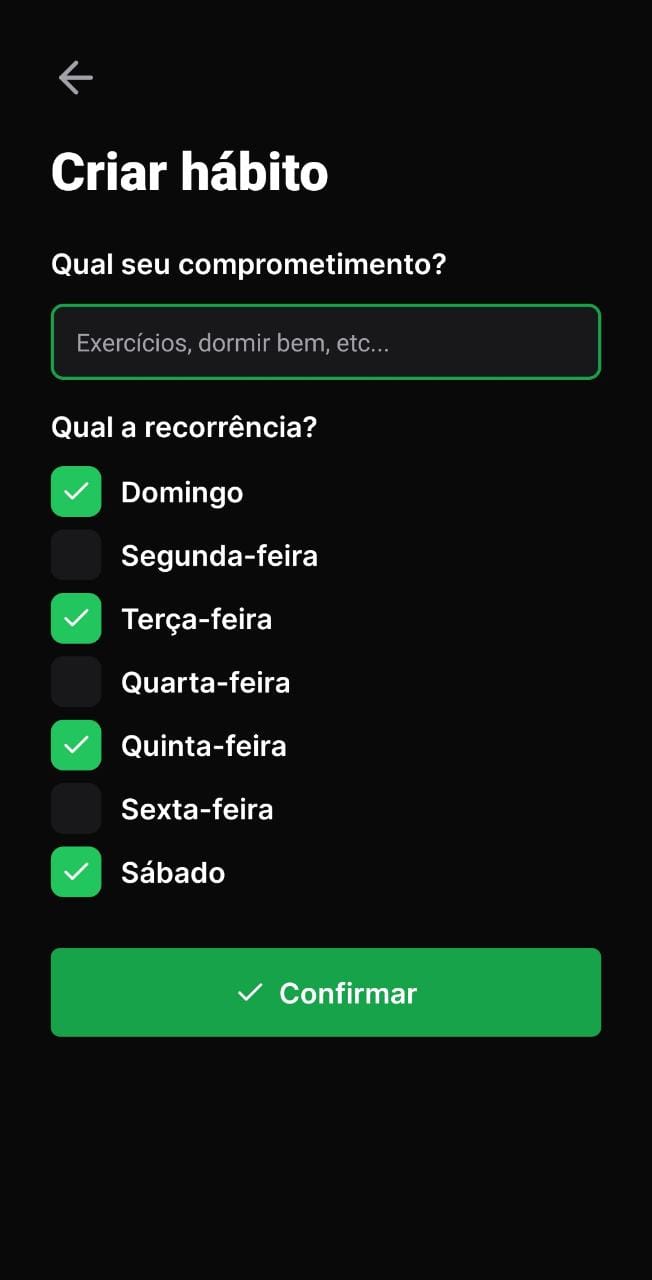 Criar hábito
Qual seu comprometimento?
Exercícios, dormir bem, etc...
Qual a recorrência?
Domingo
Segunda-feira
Terça-feira
Quarta-feira
Quinta-feira
Sexta-feira
Sábado
Confirmar